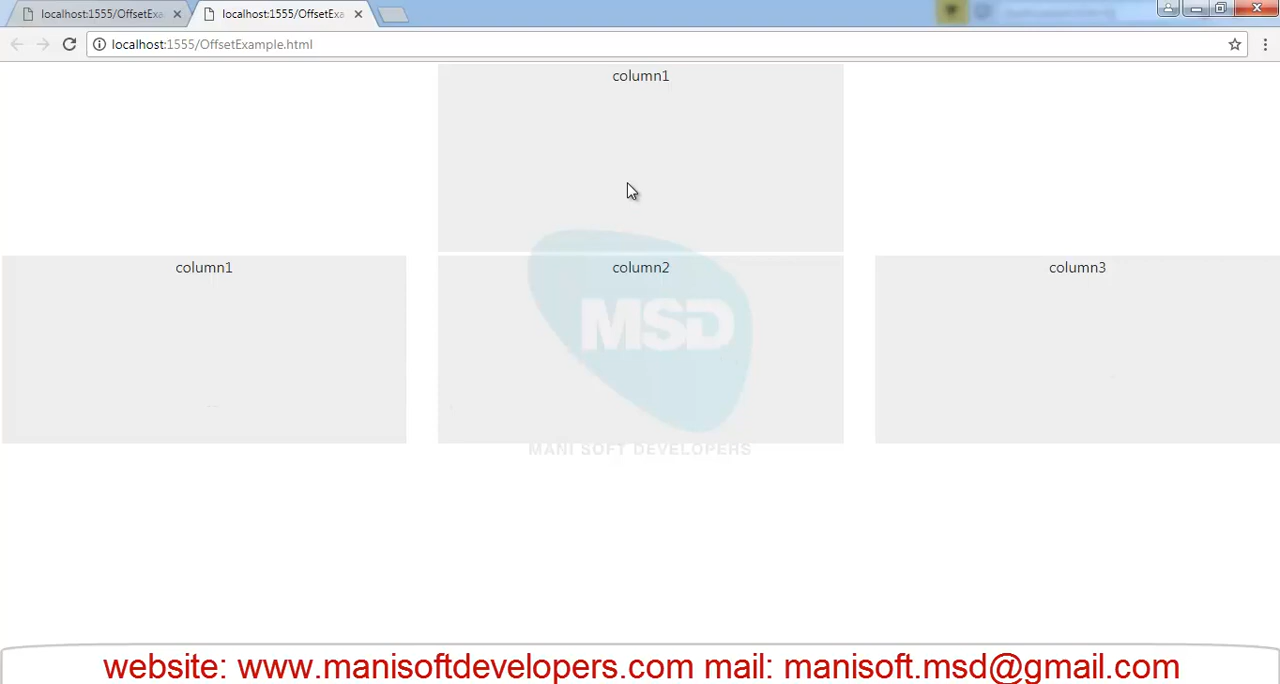 localhost:1555/OffsetExa
localhost:1555/OffsetExa
localhost:1555/OffsetExample.html
column1
column1
column2
column3
MSD
MANI SOFT DEVELOPERS
website: www.manisoftdevelopers.com mail: manisoft.msd@gmail.com